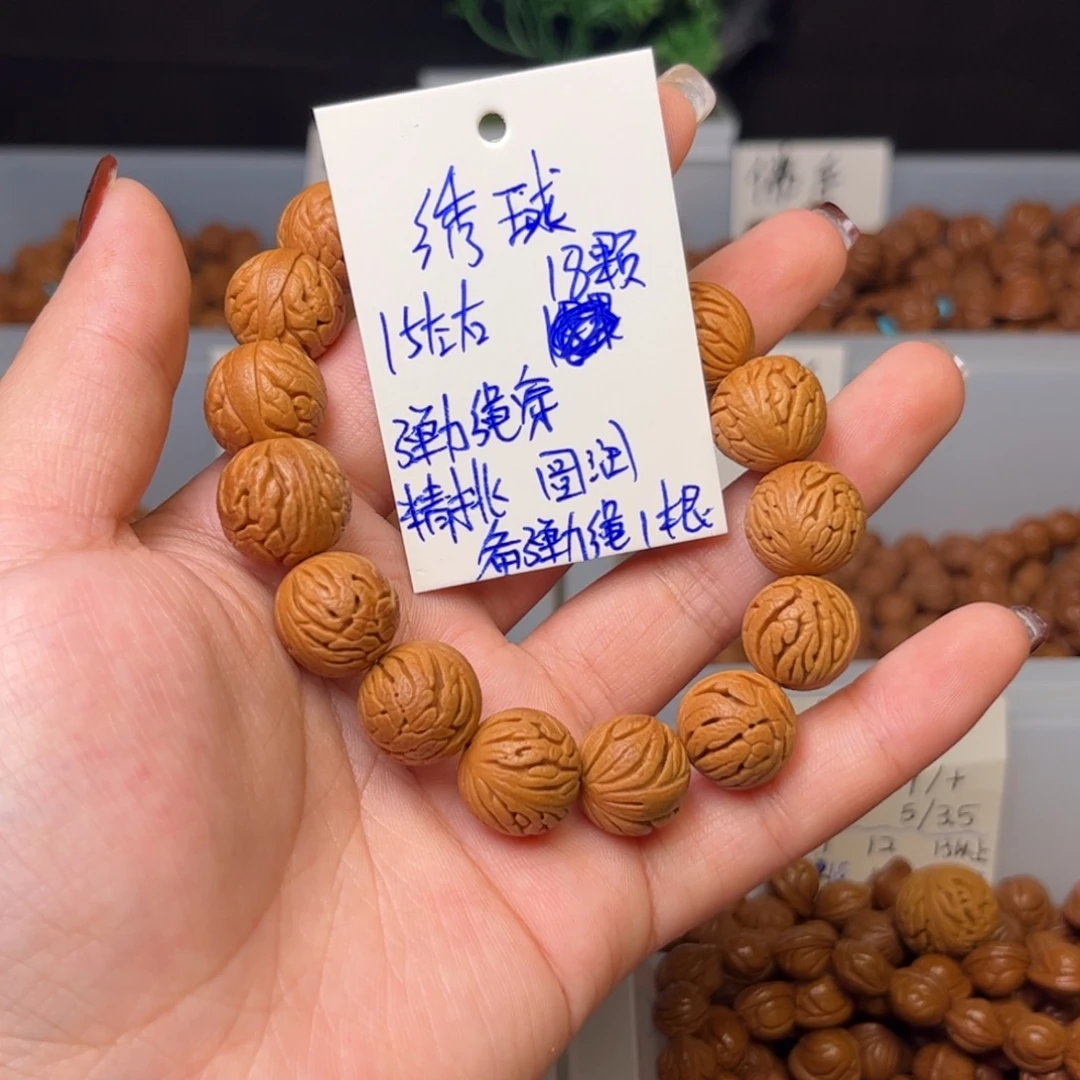 绣球
18颗
15左右
弹力绳穿
精挑 圆润
备弹力绳1根
佛手
5/35
12 13以上